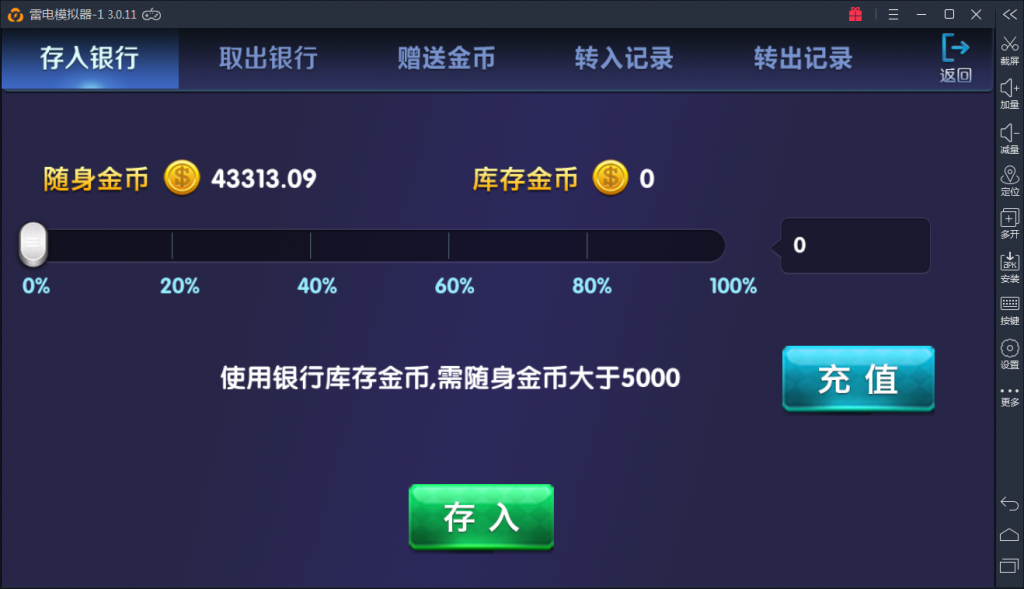 雷电模拟器-1 3.0.11
存入银行 取出银行 赠送金币 转入记录 转出记录 返回
随身金币 $ 43313.09 库存金币 $ 0
0
0% 20% 40% 60% 80% 100%
使用银行库存金币,需随身金币大于5000
充值
存入
截屏
加量
减量
定位
多开
APK
安装
按键
设置
更多